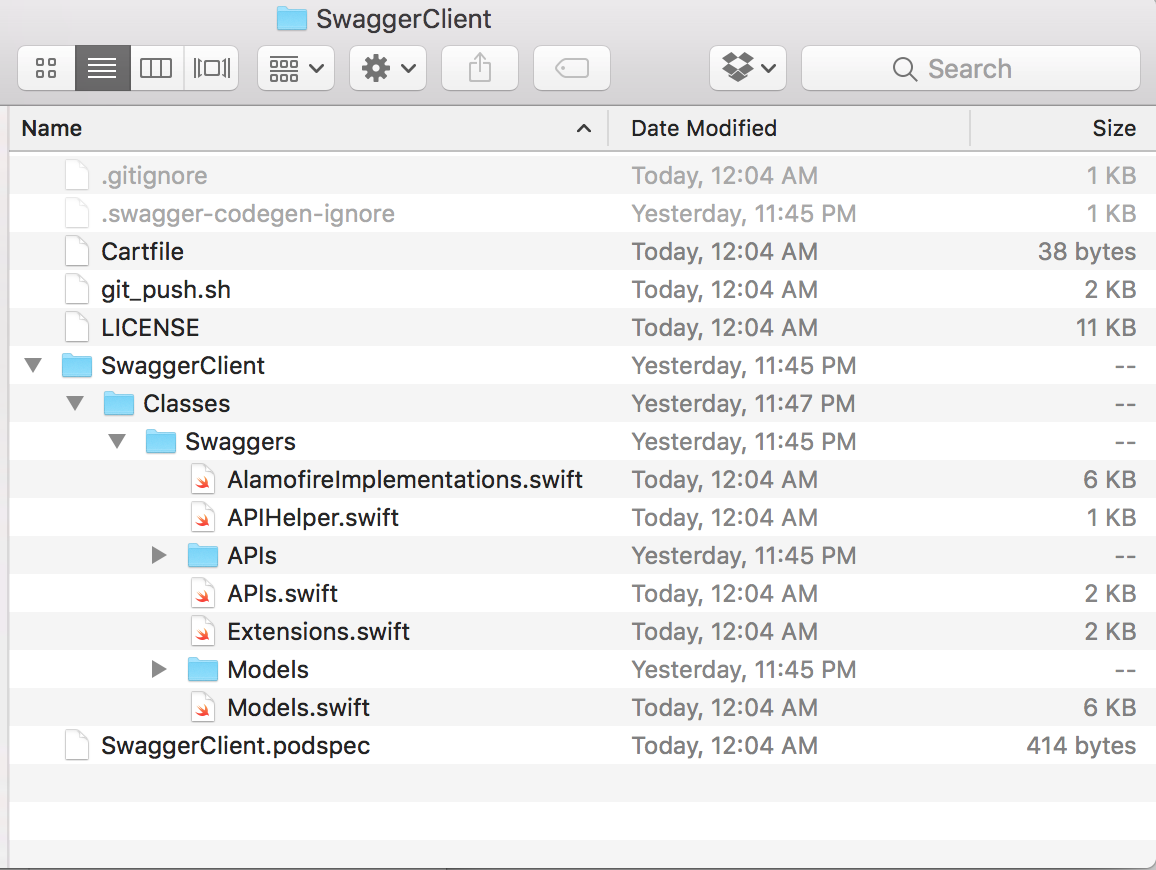 SwaggerClient
Search
Name Date Modified Size
.gitignore Today, 12:04 AM 1 KB
.swagger-codegen-ignore Yesterday, 11:45 PM 1 KB
Cartfile Today, 12:04 AM 38 bytes
git_push.sh Today, 12:04 AM 2 KB
LICENSE Today, 12:04 AM 11 KB
SwaggerClient Yesterday, 11:45 PM --
Classes Yesterday, 11:47 PM --
Swaggers Yesterday, 11:45 PM --
AlamofireImplementations.swift Today, 12:04 AM 6 KB
APIHelper.swift Today, 12:04 AM 1 KB
APIs Yesterday, 11:45 PM --
APIs.swift Today, 12:04 AM 2 KB
Extensions.swift Today, 12:04 AM 2 KB
Models Yesterday, 11:45 PM --
Models.swift Today, 12:04 AM 6 KB
SwaggerClient.podspec Today, 12:04 AM 414 bytes